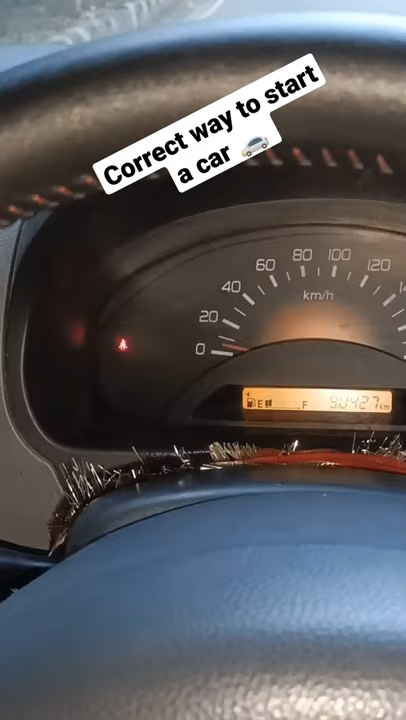 Correct way to start
a car 🚗
0 20 40 60 80 100 120
km/h
E F 90427 km